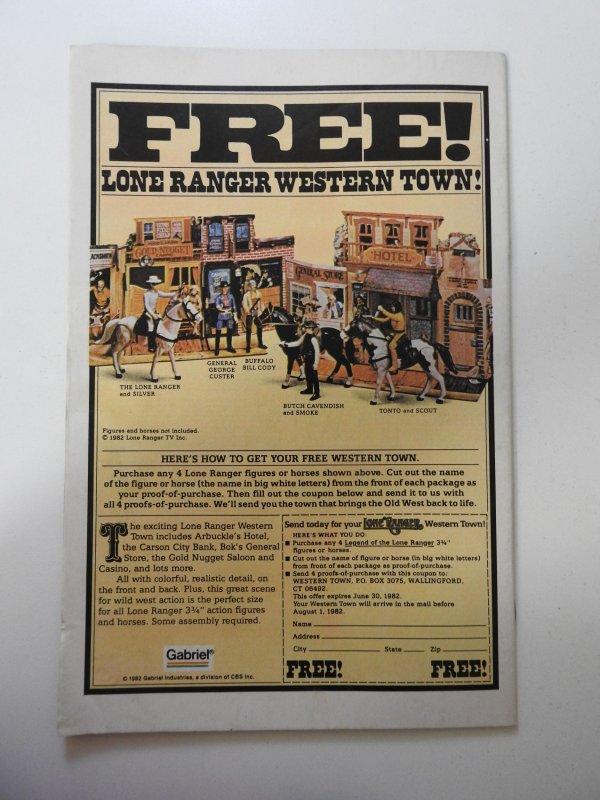 FREE!
LONE RANGER WESTERN TOWN!
GOLD NUGGET
GENERAL STORE
HOTEL
THE LONE RANGER
and SILVER
GENERAL
GEORGE
CUSTER
BUFFALO
BILL CODY
BUTCH CAVENDISH
and SMOKE
TONTO and SCOUT
Figures and horses not included.
© 1982 Lone Ranger TV Inc.
HERE'S HOW TO GET YOUR FREE WESTERN TOWN.
Purchase any 4 Lone Ranger figures or horses shown above. Cut out the name
of the figure or horse (the name in big white letters) from the front of each package as
your proof-of-purchase. Then fill out the coupon below and send it to us with
all 4 proofs-of-purchase. We'll send you the town that brings the Old West back to life.
The exciting Lone Ranger Western
Town includes Arbuckle's Hotel,
the Carson City Bank, Bok's General
Store, the Gold Nugget Saloon and
Casino, and lots more.
All with colorful, realistic detail, on
the front and back. Plus, this great scene
for wild west action is the perfect size
for all Lone Ranger 3¾" action figures
and horses. Some assembly required.
Gabriel®
© 1982 Gabriel Industries, a division of CBS Inc.
Send today for your LONE RANGER Western Town!
HERE'S WHAT YOU DO
■ Purchase any 4 Legend of the Lone Ranger 3¾"
figures or horses.
■ Cut out the name of figure or horse (in big white letters)
from front of each package as proof-of-purchase.
■ Send 4 proofs-of-purchase with this coupon to:
WESTERN TOWN, P.O. BOX 3075, WALLINGFORD,
CT 06492.
This offer expires June 30, 1982.
Your Western Town will arrive in the mail before
August 1, 1982.
Name
Address
City State Zip
FREE! FREE!